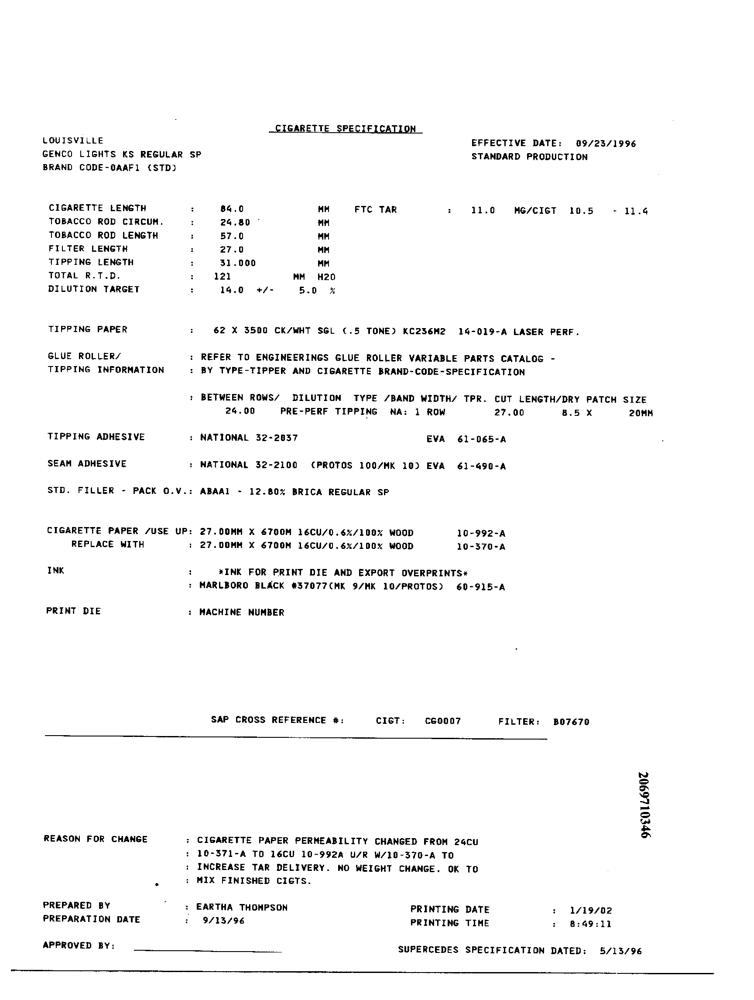 CIGARETTE SPECIFICATION
LOUISVILLE
EFFECTIVE DATE: 09/23/1996
GENCO LIGHTS KS REGULAR SP
STANDARD PRODUCTION
BRAND CODE-0AAF1 (STD)
CIGARETTE LENGTH : 84.0 MM FTC TAR : 11.0 MG/CIGT 10.5 - 11.4
TOBACCO ROD CIRCUM. : 24.80 MM
TOBACCO ROD LENGTH : 57.0 MM
FILTER LENGTH : 27.0 MM
TIPPING LENGTH : 31.000 MM
TOTAL R.T.D. : 121 MM H20
DILUTION TARGET : 14.0 +/- 5.0 %
TIPPING PAPER : 62 X 3500 CK/WHT SGL (.5 TONE) KC236M2 14-019-A LASER PERF.
GLUE ROLLER/ : REFER TO ENGINEERINGS GLUE ROLLER VARIABLE PARTS CATALOG -
TIPPING INFORMATION : BY TYPE-TIPPER AND CIGARETTE BRAND-CODE-SPECIFICATION
: BETWEEN ROWS/ DILUTION TYPE /BAND WIDTH/ TPR. CUT LENGTH/DRY PATCH SIZE
24.00 PRE-PERF TIPPING NA: 1 ROW 27.00 8.5 X 20MM
TIPPING ADHESIVE : NATIONAL 32-2037 EVA 61-065-A
SEAM ADHESIVE : NATIONAL 32-2100 (PROTOS 100/MK 10) EVA 61-490-A
STD. FILLER - PACK O.V.: ABAA1 - 12.80% BRICA REGULAR SP
CIGARETTE PAPER /USE UP: 27.00MM X 6700M 16CU/0.6%/100% WOOD 10-992-A
REPLACE WITH : 27.00MM X 6700M 16CU/0.6%/100% WOOD 10-370-A
INK : *INK FOR PRINT DIE AND EXPORT OVERPRINTS*
: MARLBORO BLACK #37077(MK 9/MK 10/PROTOS) 60-915-A
PRINT DIE : MACHINE NUMBER
SAP CROSS REFERENCE #: CIGT: CG0007 FILTER: B07670
2069710346
REASON FOR CHANGE : CIGARETTE PAPER PERMEABILITY CHANGED FROM 24CU
: 10-371-A TO 16CU 10-992A U/R W/10-370-A TO
: INCREASE TAR DELIVERY. NO WEIGHT CHANGE. OK TO
: MIX FINISHED CIGTS.
PREPARED BY : EARTHA THOMPSON PRINTING DATE : 1/19/02
PREPARATION DATE : 9/13/96 PRINTING TIME : 8:49:11
APPROVED BY: SUPERCEDES SPECIFICATION DATED: 5/13/96